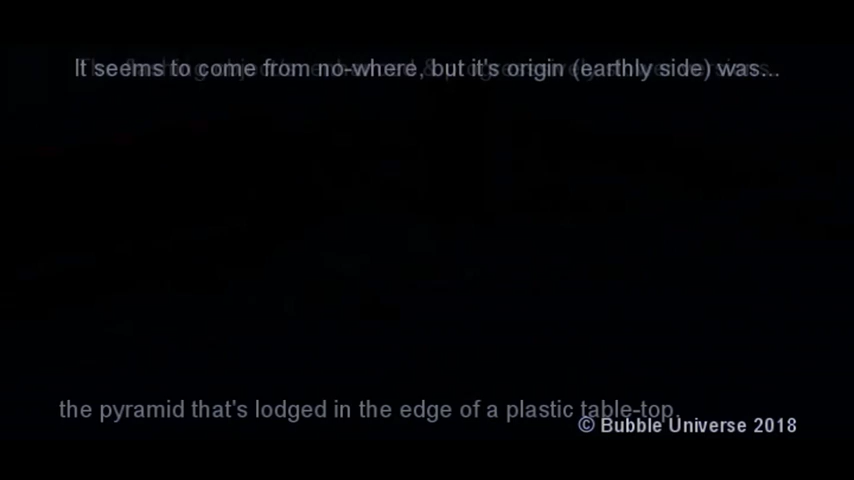 It seems to come from no-where, but it's origin (earthly side) was...
the pyramid that's lodged in the edge of a plastic table-top.
© Bubble Universe 2018